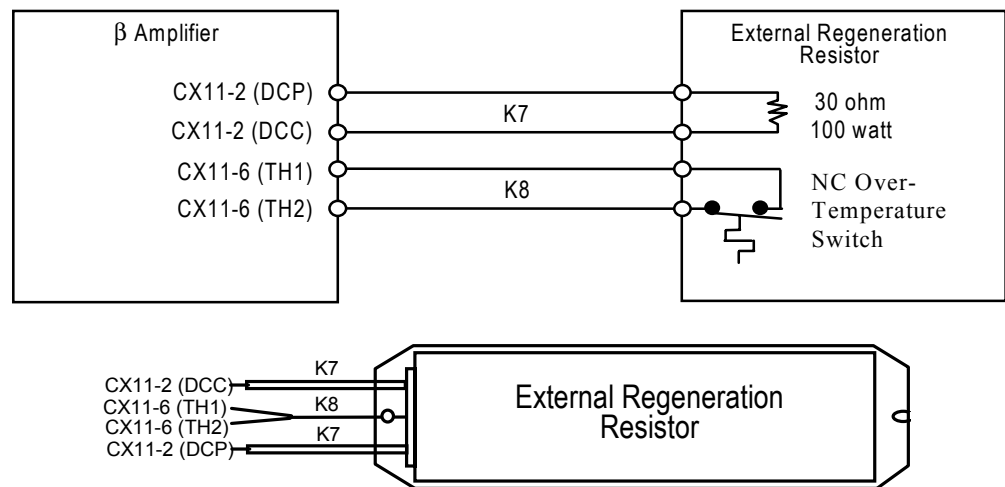 β Amplifier
CX11-2 (DCP)
CX11-2 (DCC)
CX11-6 (TH1)
CX11-6 (TH2)
K7
K8
External Regeneration
Resistor
30 ohm
100 watt
NC Over-
Temperature
Switch
CX11-2 (DCC)
CX11-6 (TH1)
CX11-6 (TH2)
CX11-2 (DCP)
K7
K8
K7
External Regeneration
Resistor